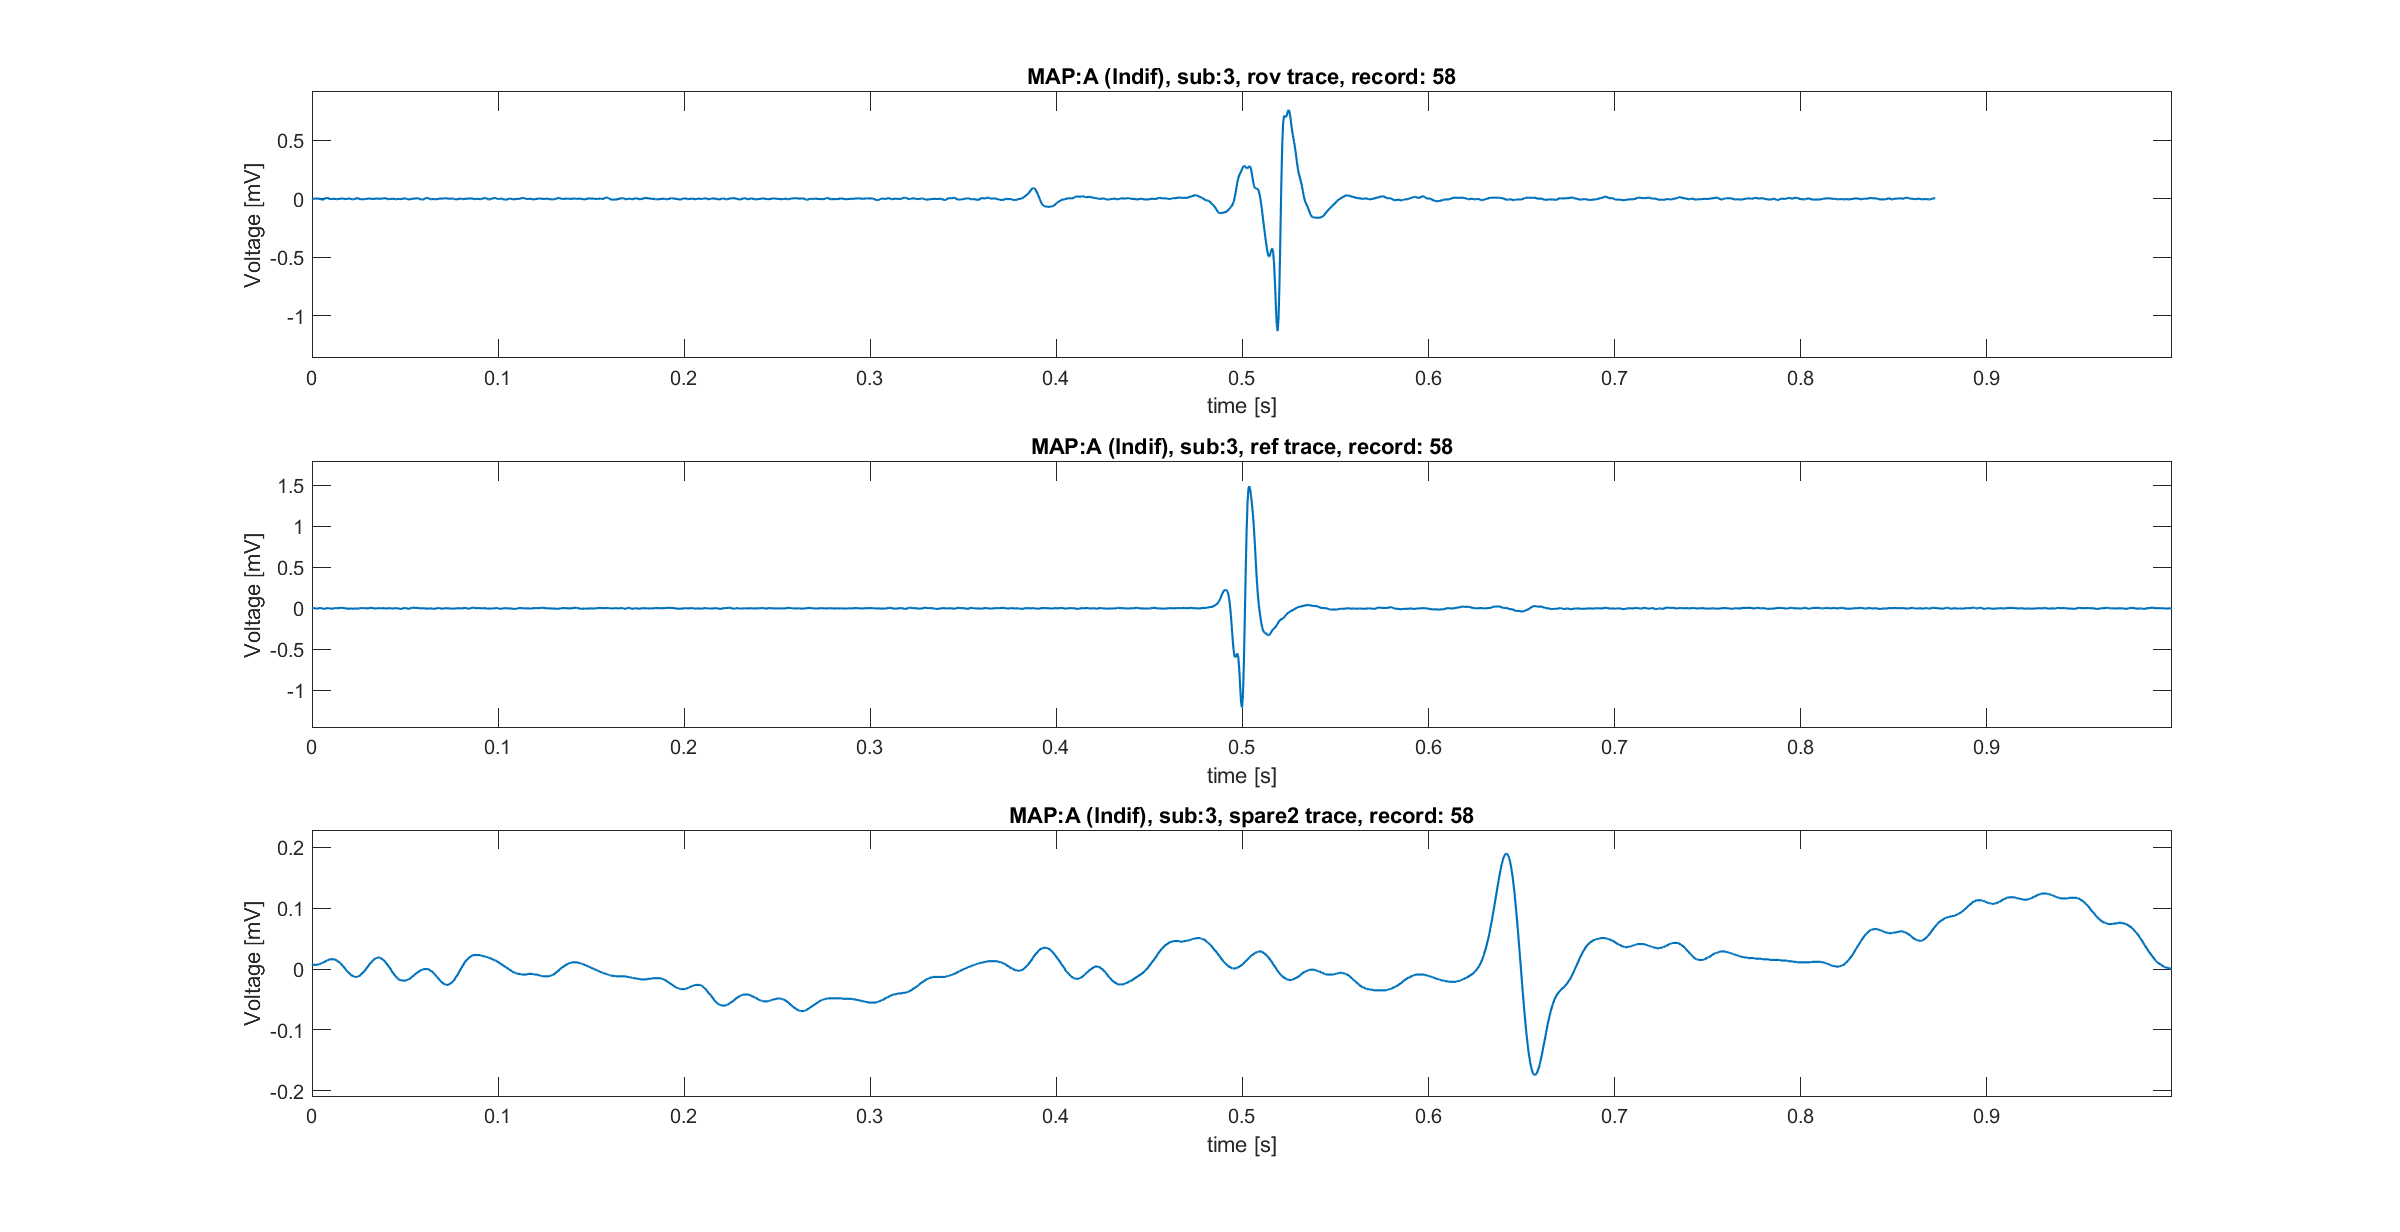 MAP:A (Indif), sub:3, rov trace, record: 58
Voltage [mV]
0.5
0
-0.5
-1
0 0.1 0.2 0.3 0.4 0.5 0.6 0.7 0.8 0.9
time [s]
MAP:A (Indif), sub:3, ref trace, record: 58
Voltage [mV]
1.5
1
0.5
0
-0.5
-1
0 0.1 0.2 0.3 0.4 0.5 0.6 0.7 0.8 0.9
time [s]
MAP:A (Indif), sub:3, spare2 trace, record: 58
Voltage [mV]
0.2
0.1
0
-0.1
-0.2
0 0.1 0.2 0.3 0.4 0.5 0.6 0.7 0.8 0.9
time [s]